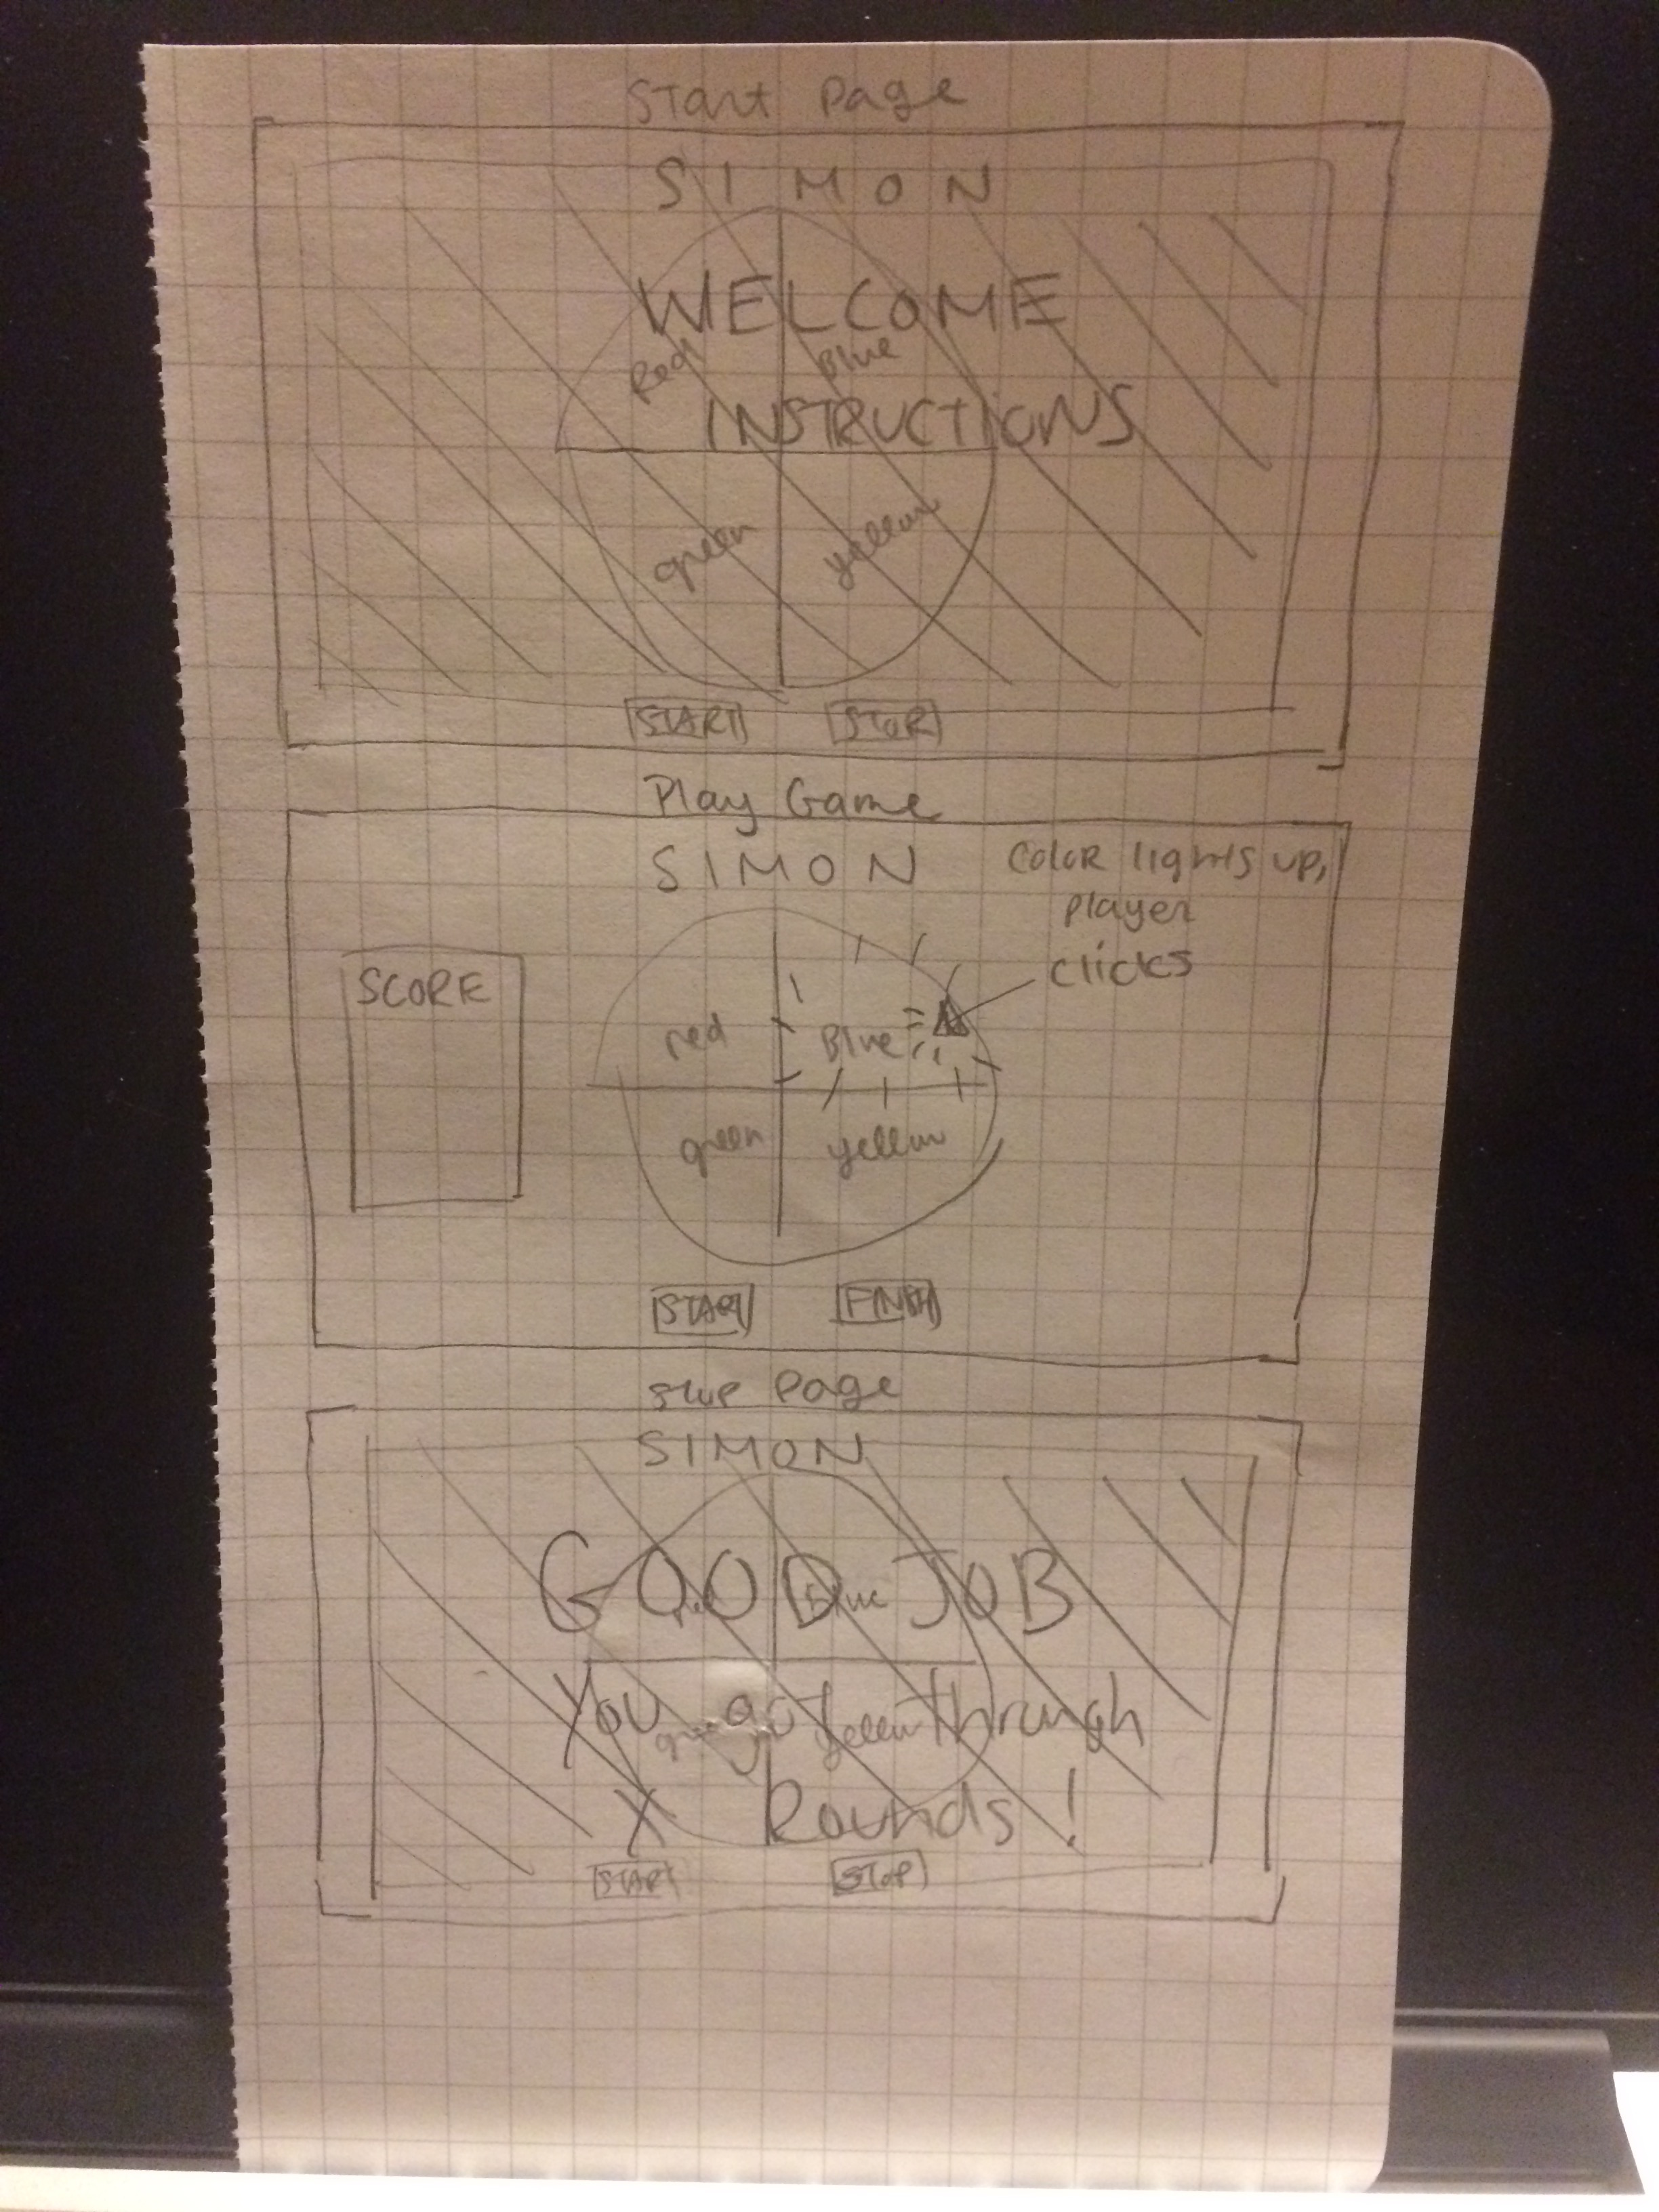 Start Page
SIMON
WELCOME
Red Blue
INSTRUCTIONS
green yellow
START STOP
Play Game
SIMON
Color lights up,
player
clicks
SCORE
red Blue
green yellow
START FINISH
Stop Page
SIMON
GOOD JOB
red Blue
You got through
green yellow
X Rounds!
START STOP